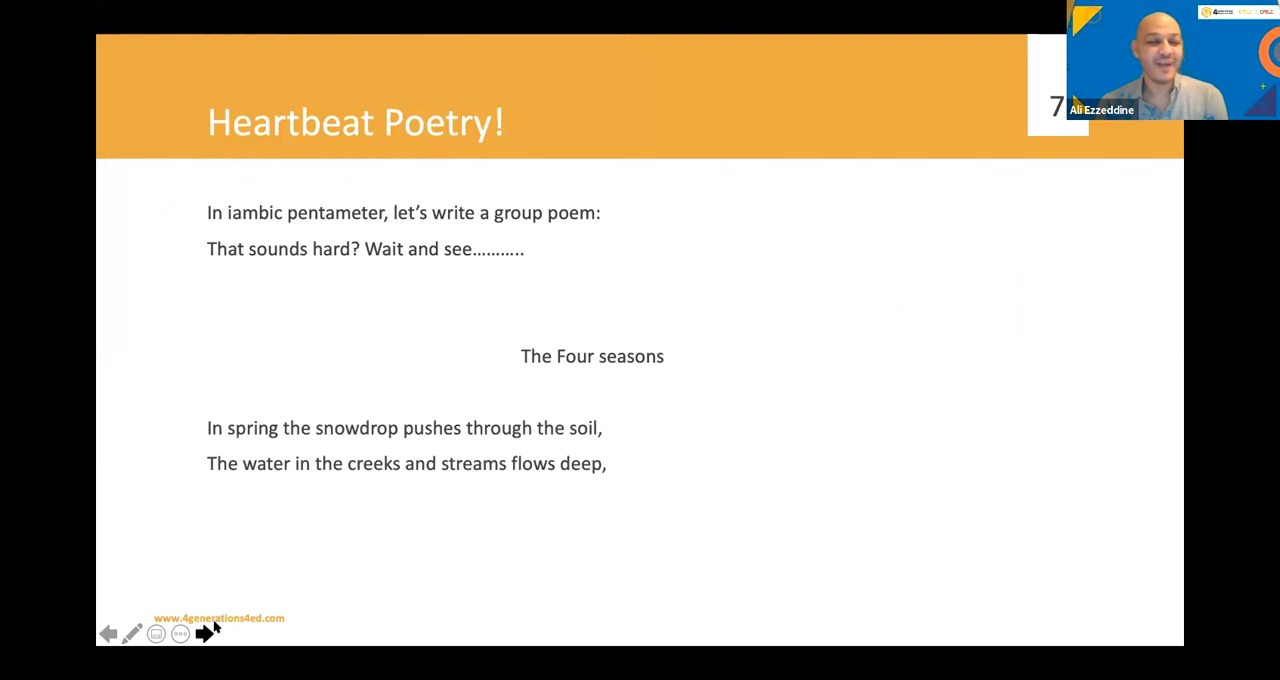 Heartbeat Poetry!
7
Ali Ezzeddine
In iambic pentameter, let’s write a group poem:
That sounds hard? Wait and see………..
The Four seasons
In spring the snowdrop pushes through the soil,
The water in the creeks and streams flows deep,
www.4generations4ed.com